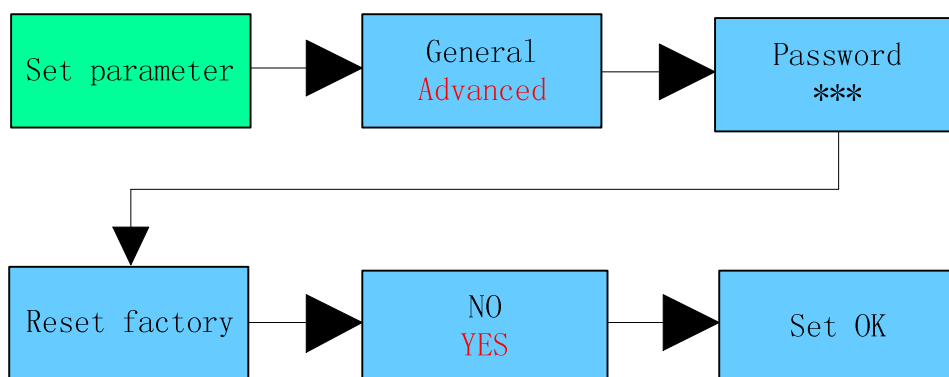 Set parameter
General
Advanced
Password
***
Reset factory
NO
YES
Set OK